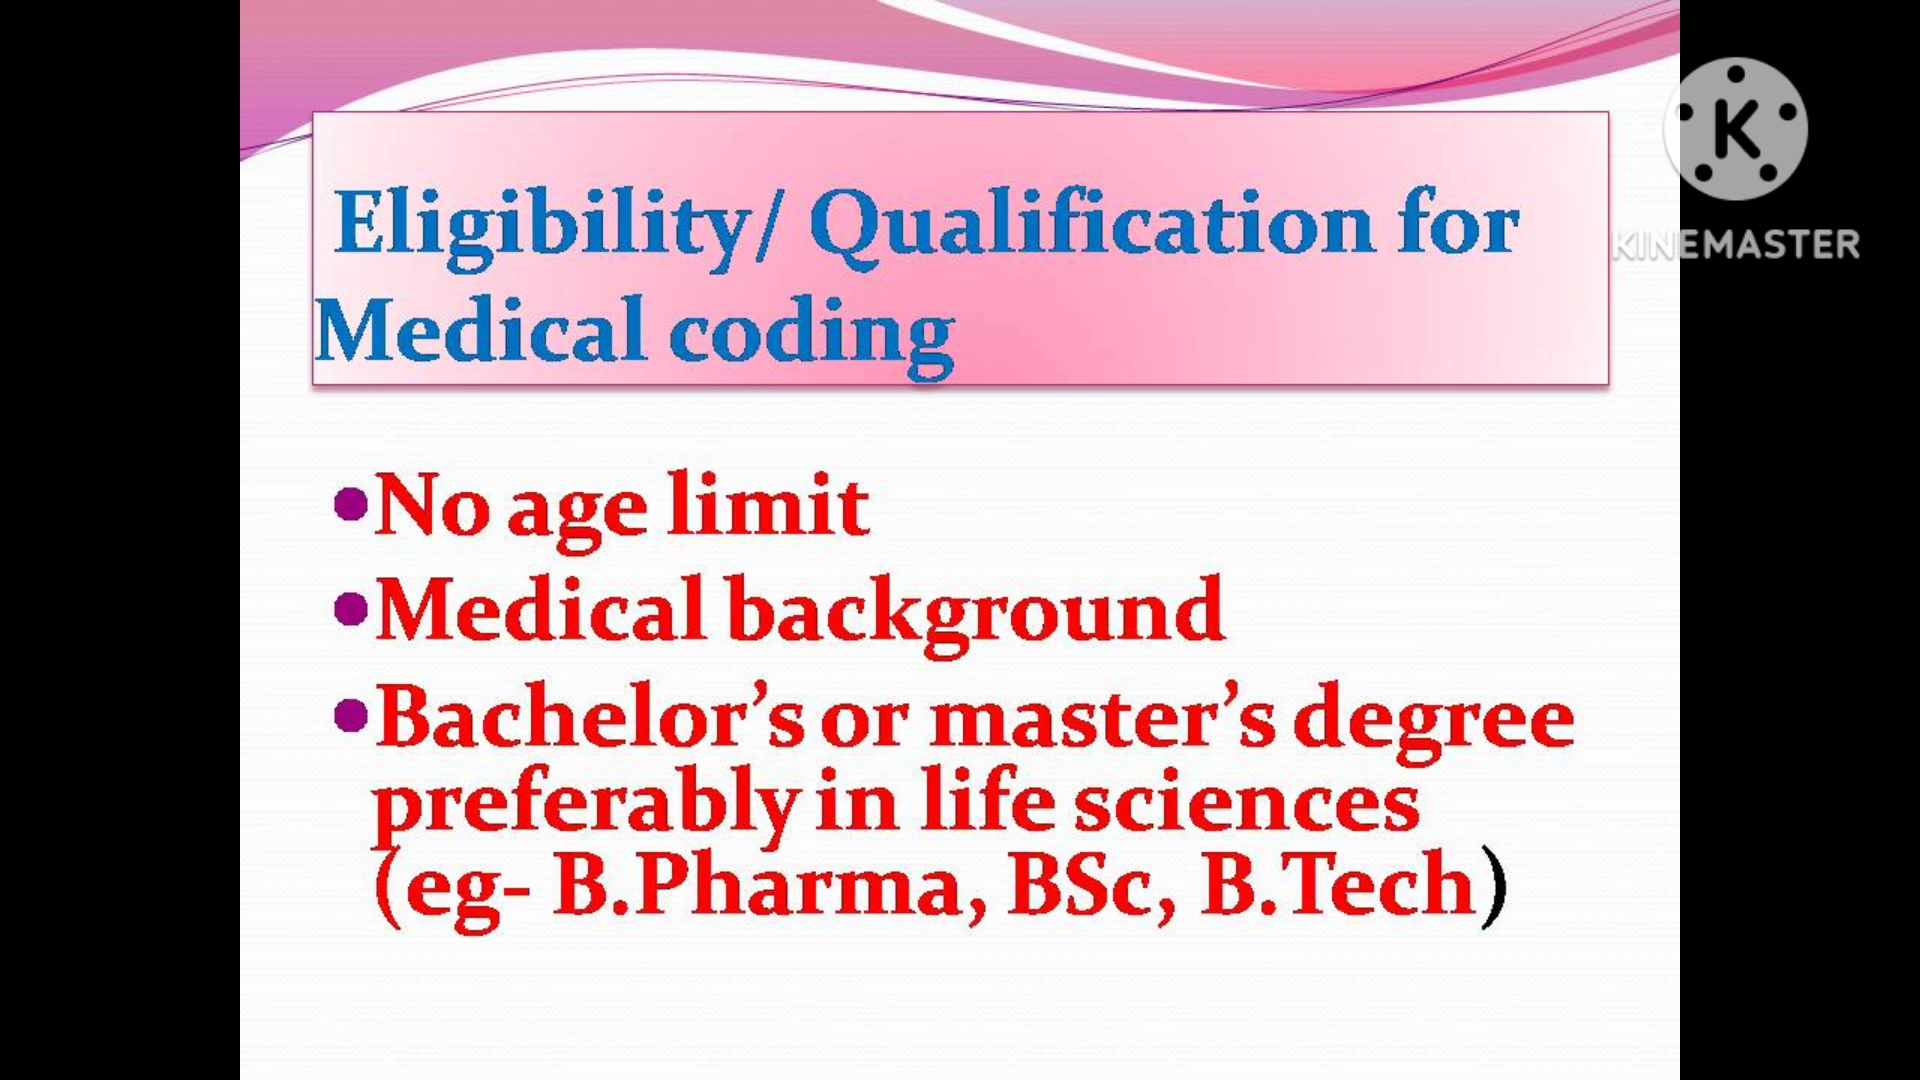 Eligibility/ Qualification for
Medical coding
K
KINEMASTER
•No age limit
•Medical background
•Bachelor’s or master’s degree
preferably in life sciences
(eg- B.Pharma, BSc, B.Tech)